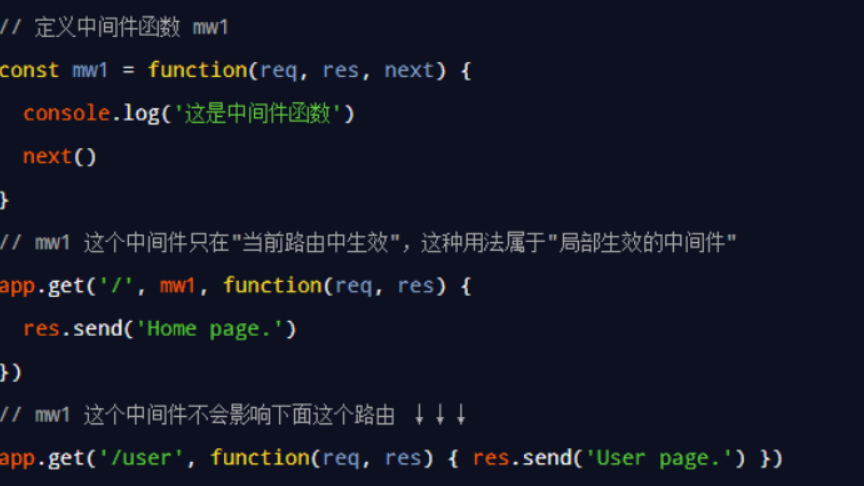 // 定义中间件函数 mw1
const mw1 = function(req, res, next) {
  console.log('这是中间件函数')
  next()
}
// mw1 这个中间件只在"当前路由中生效"，这种用法属于"局部生效的中间件"
app.get('/', mw1, function(req, res) {
  res.send('Home page.')
})
// mw1 这个中间件不会影响下面这个路由 ↓↓↓
app.get('/user', function(req, res) { res.send('User page.') })